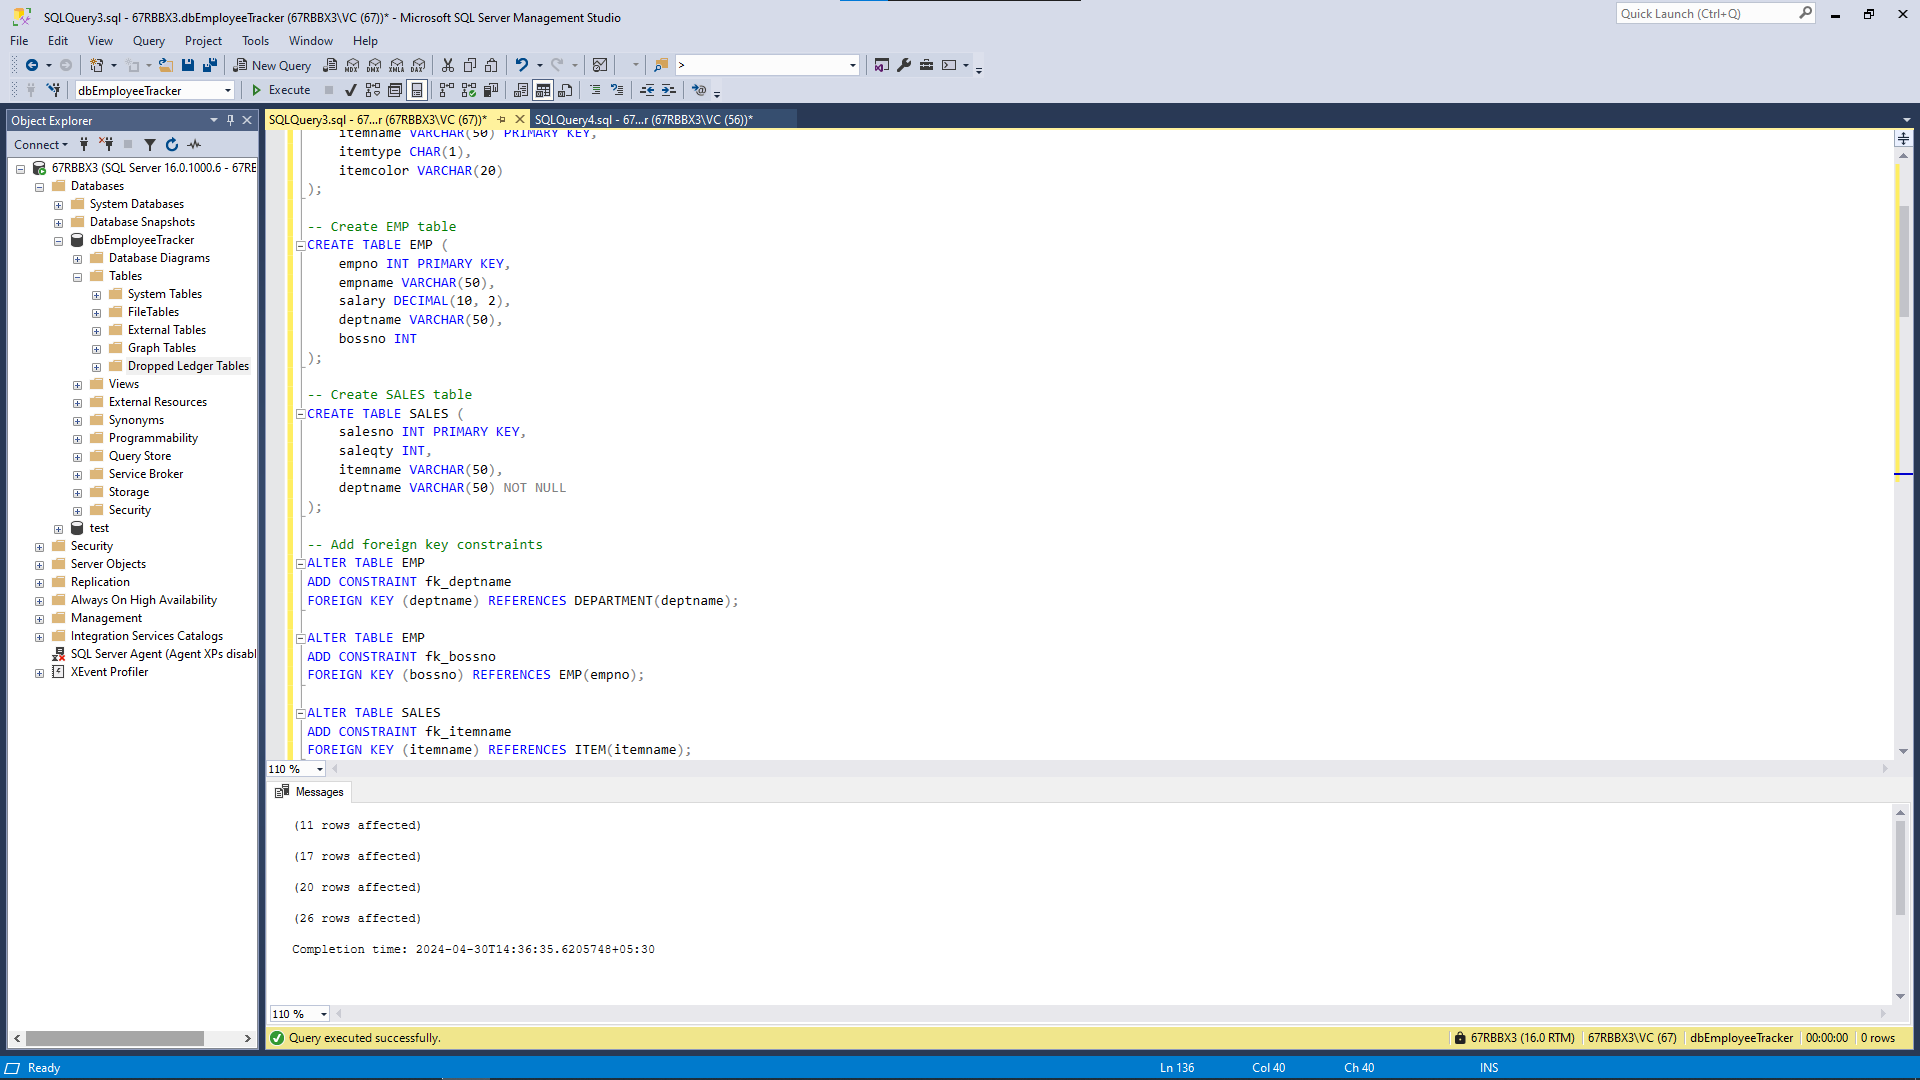 SQLQuery3.sql - 67RBBX3.dbEmployeeTracker (67RBBX3\VC (67))* - Microsoft SQL Server Management Studio
Quick Launch (Ctrl+Q)
File Edit View Query Project Tools Window Help
New Query
MDX DMX XMLA DAX
>
dbEmployeeTracker
Execute
Object Explorer
SQLQuery3.sql - 67...r (67RBBX3\VC (67))*
SQLQuery4.sql - 67...r (67RBBX3\VC (56))*
Connect
67RBBX3 (SQL Server 16.0.1000.6 - 67RE
Databases
System Databases
Database Snapshots
dbEmployeeTracker
Database Diagrams
Tables
System Tables
FileTables
External Tables
Graph Tables
Dropped Ledger Tables
Views
External Resources
Synonyms
Programmability
Query Store
Service Broker
Storage
Security
test
Security
Server Objects
Replication
Always On High Availability
Management
Integration Services Catalogs
SQL Server Agent (Agent XPs disabl
XEvent Profiler
itemname VARCHAR(50) PRIMARY KEY,
itemtype CHAR(1),
itemcolor VARCHAR(20)
);
-- Create EMP table
CREATE TABLE EMP (
empno INT PRIMARY KEY,
empname VARCHAR(50),
salary DECIMAL(10, 2),
deptname VARCHAR(50),
bossno INT
);
-- Create SALES table
CREATE TABLE SALES (
salesno INT PRIMARY KEY,
saleqty INT,
itemname VARCHAR(50),
deptname VARCHAR(50) NOT NULL
);
-- Add foreign key constraints
ALTER TABLE EMP
ADD CONSTRAINT fk_deptname
FOREIGN KEY (deptname) REFERENCES DEPARTMENT(deptname);
ALTER TABLE EMP
ADD CONSTRAINT fk_bossno
FOREIGN KEY (bossno) REFERENCES EMP(empno);
ALTER TABLE SALES
ADD CONSTRAINT fk_itemname
FOREIGN KEY (itemname) REFERENCES ITEM(itemname);
110 %
Messages
(11 rows affected)
(17 rows affected)
(20 rows affected)
(26 rows affected)
Completion time: 2024-04-30T14:36:35.6205748+05:30
110 %
Query executed successfully.
67RBBX3 (16.0 RTM) 67RBBX3\VC (67) dbEmployeeTracker 00:00:00 0 rows
Ready
Ln 136 Col 40 Ch 40 INS